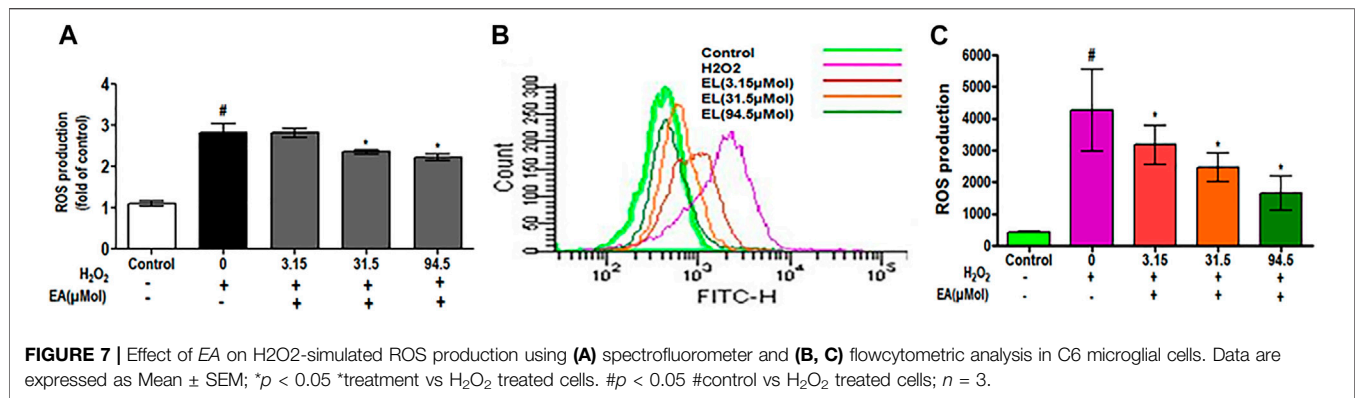 A
ROS production
(fold of control)
4
3
2
1
0
#
*
*
Control 0 3.15 31.5 94.5
H2O2 - + + + +
EA(µMol) - - + + +
B
Control
H2O2
EL(3.15µMol)
EL(31.5µMol)
EL(94.5µMol)
Count
0 50 100 150 200 250 300
10² 10³ 10⁴ 10⁵
FITC-H
C
ROS production
6000
5000
4000
3000
2000
1000
0
#
*
*
*
Control 0 3.15 31.5 94.5
H2O2 - + + + +
EA(µMol) - - + + +
FIGURE 7 | Effect of EA on H2O2-simulated ROS production using (A) spectrofluorometer and (B, C) flowcytometric analysis in C6 microglial cells. Data are
expressed as Mean ± SEM; *p < 0.05 *treatment vs H₂O₂ treated cells. #p < 0.05 #control vs H₂O₂ treated cells; n = 3.